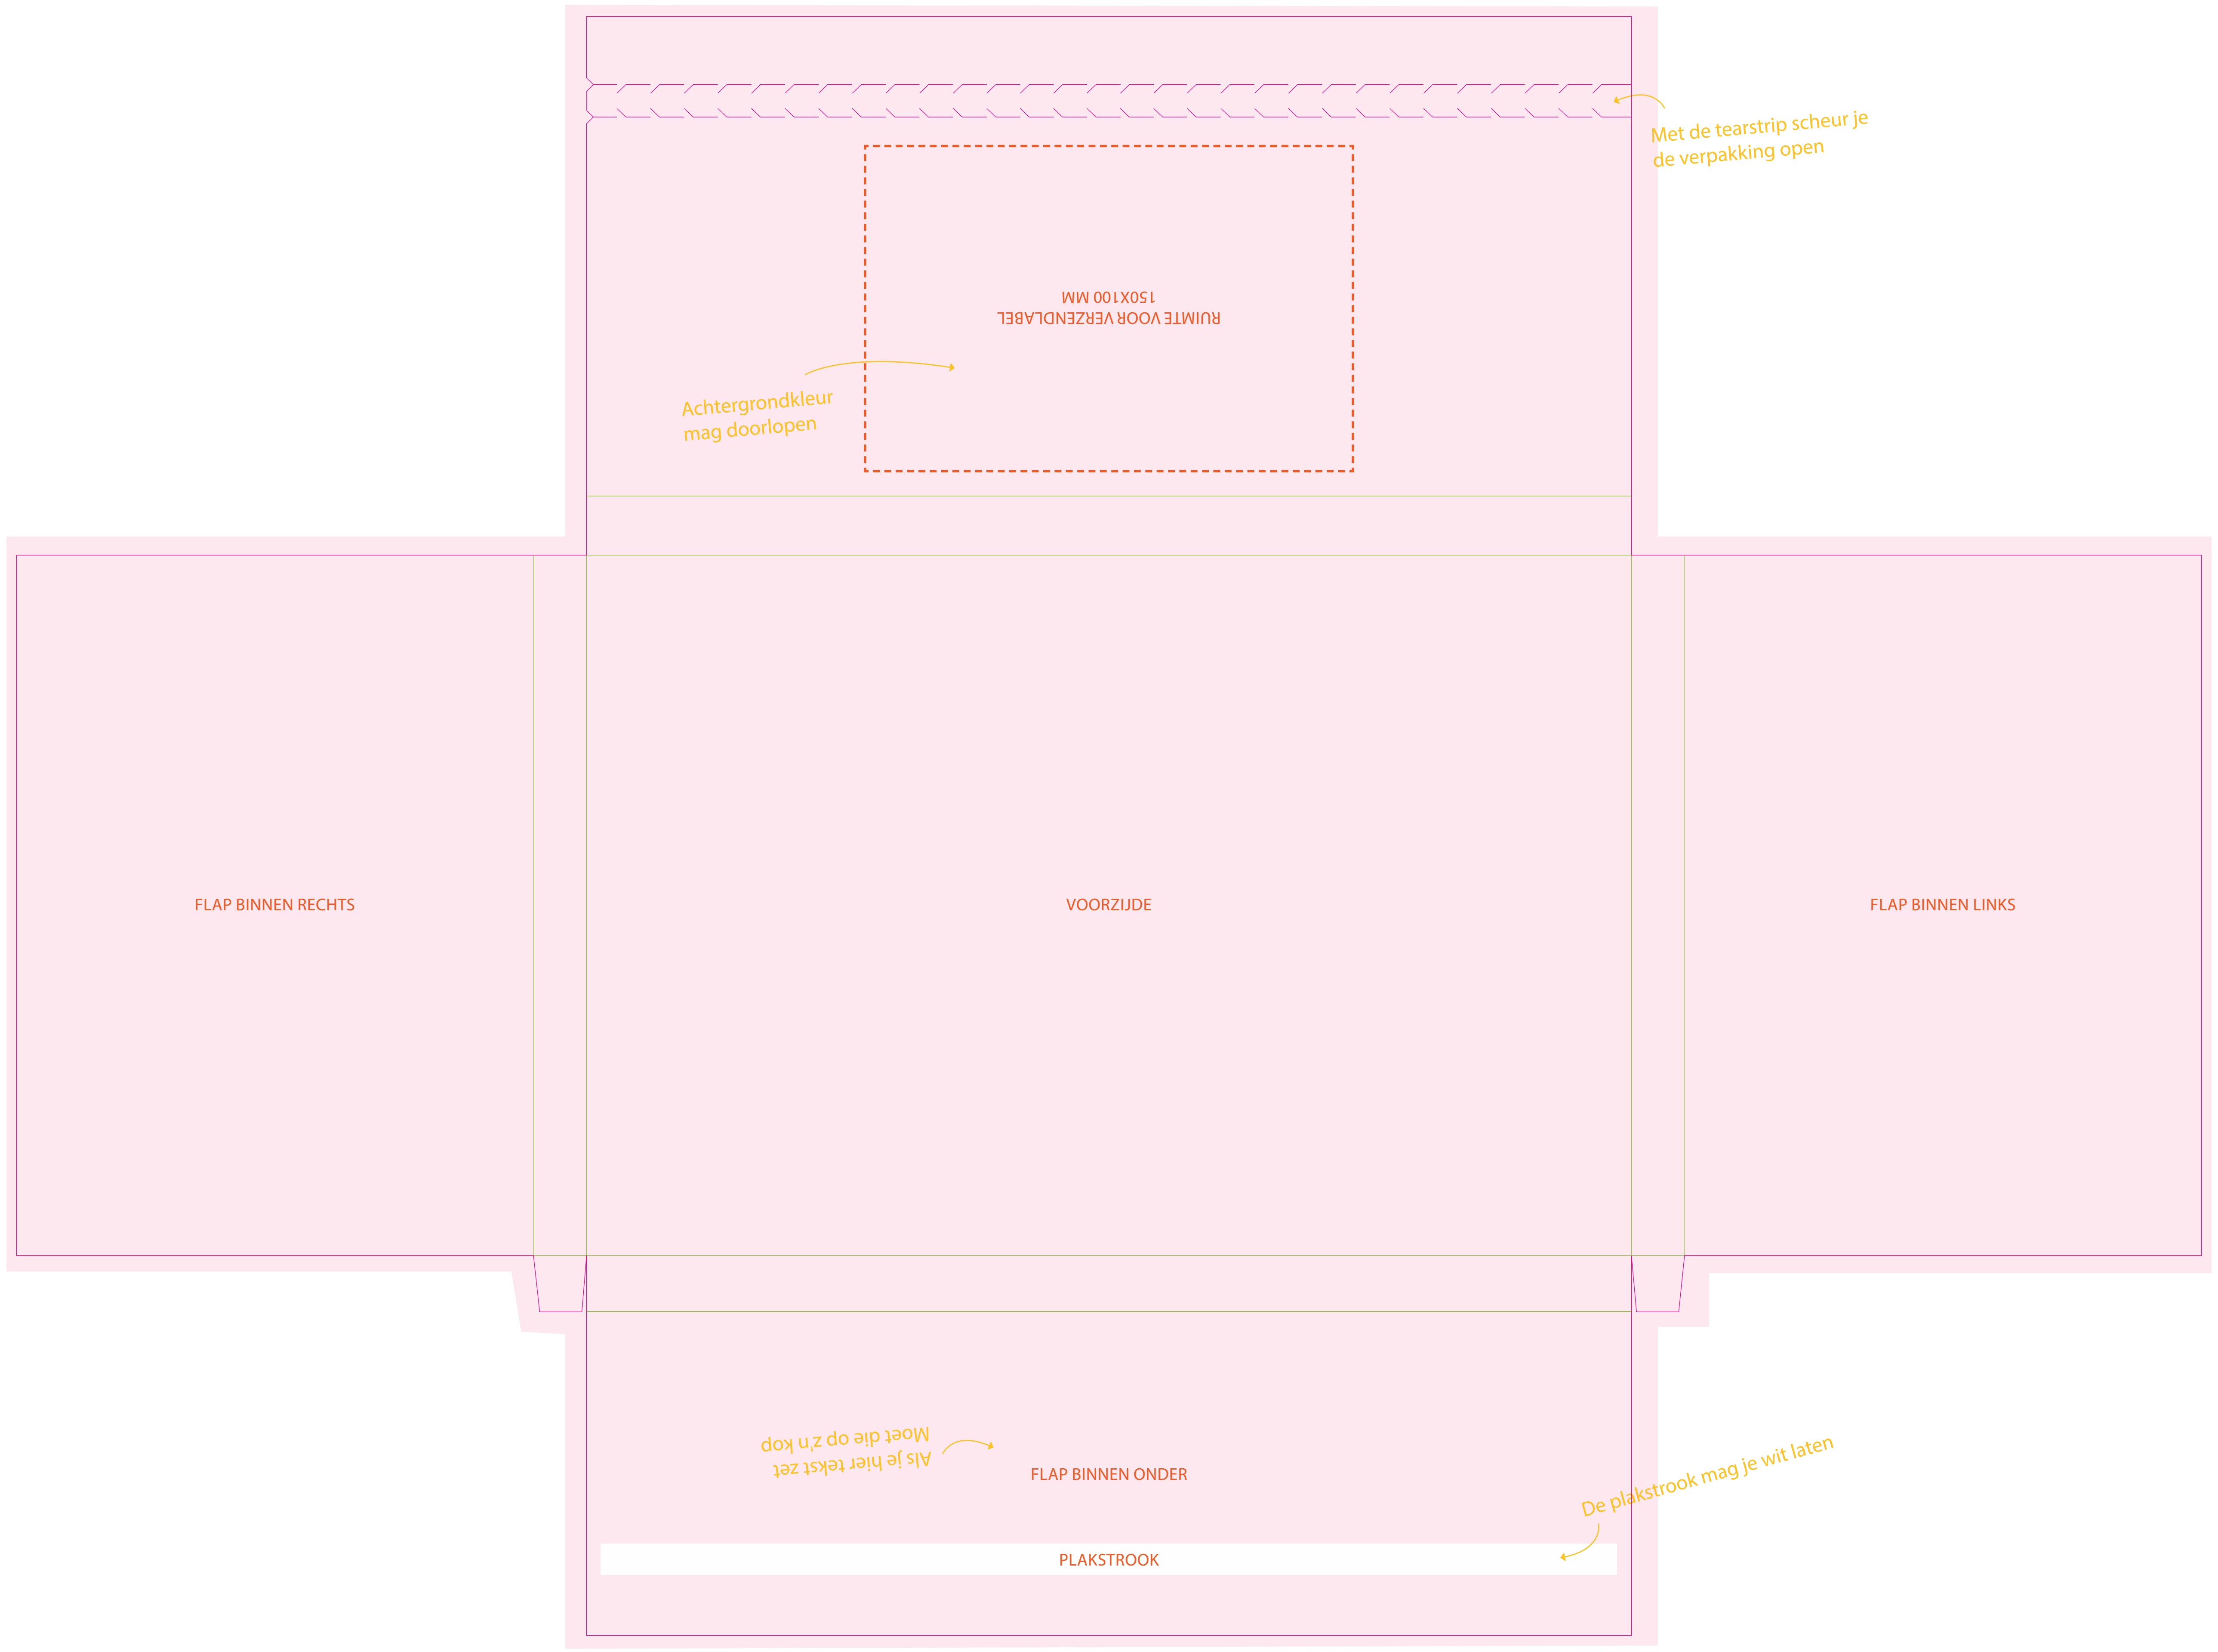 Met de tearstrip scheur je
de verpakking open
RUIMTE VOOR VERZENDLABEL
150X100 MM
Achtergrondkleur
mag doorlopen
FLAP BINNEN RECHTS
VOORZIJDE
FLAP BINNEN LINKS
Als je hier tekst zet
Moet die op z'n kop
FLAP BINNEN ONDER
De plakstrook mag je wit laten
PLAKSTROOK